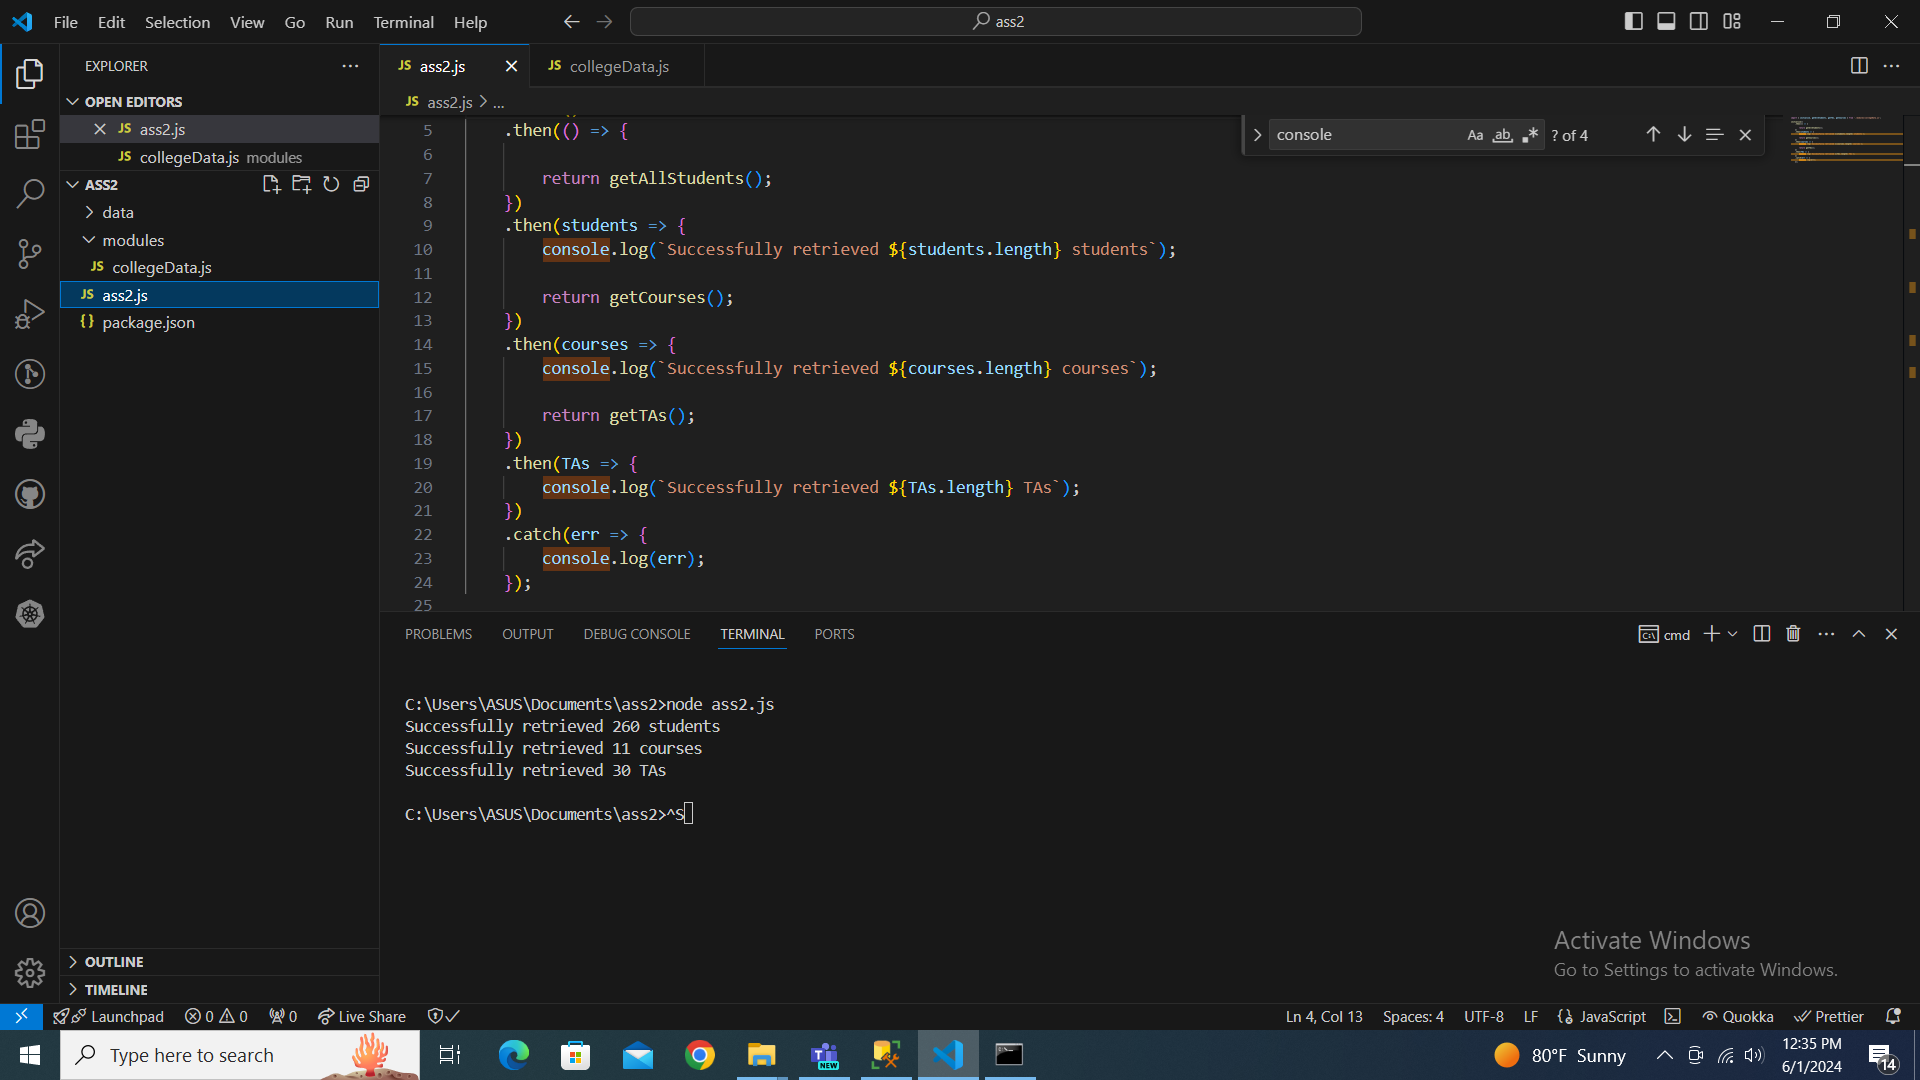 File Edit Selection View Go Run Terminal Help
ass2
EXPLORER
OPEN EDITORS
JS ass2.js
JS collegeData.js modules
ASS2
data
modules
JS collegeData.js
JS ass2.js
{} package.json
OUTLINE
TIMELINE
JS ass2.js
JS collegeData.js
JS ass2.js > ...
console
Aa ab .* ? of 4
5 .then(() => {
6
7 return getAllStudents();
8 })
9 .then(students => {
10 console.log(`Successfully retrieved ${students.length} students`);
11
12 return getCourses();
13 })
14 .then(courses => {
15 console.log(`Successfully retrieved ${courses.length} courses`);
16
17 return getTAs();
18 })
19 .then(TAs => {
20 console.log(`Successfully retrieved ${TAs.length} TAs`);
21 })
22 .catch(err => {
23 console.log(err);
24 });
25
PROBLEMS OUTPUT DEBUG CONSOLE TERMINAL PORTS
cmd
C:\Users\ASUS\Documents\ass2>node ass2.js
Successfully retrieved 260 students
Successfully retrieved 11 courses
Successfully retrieved 30 TAs
C:\Users\ASUS\Documents\ass2>^S
Activate Windows
Go to Settings to activate Windows.
Launchpad 0 0 0 Live Share
Ln 4, Col 13 Spaces: 4 UTF-8 LF {} JavaScript Quokka Prettier
Type here to search
NEW
80°F Sunny
12:35 PM
6/1/2024
14